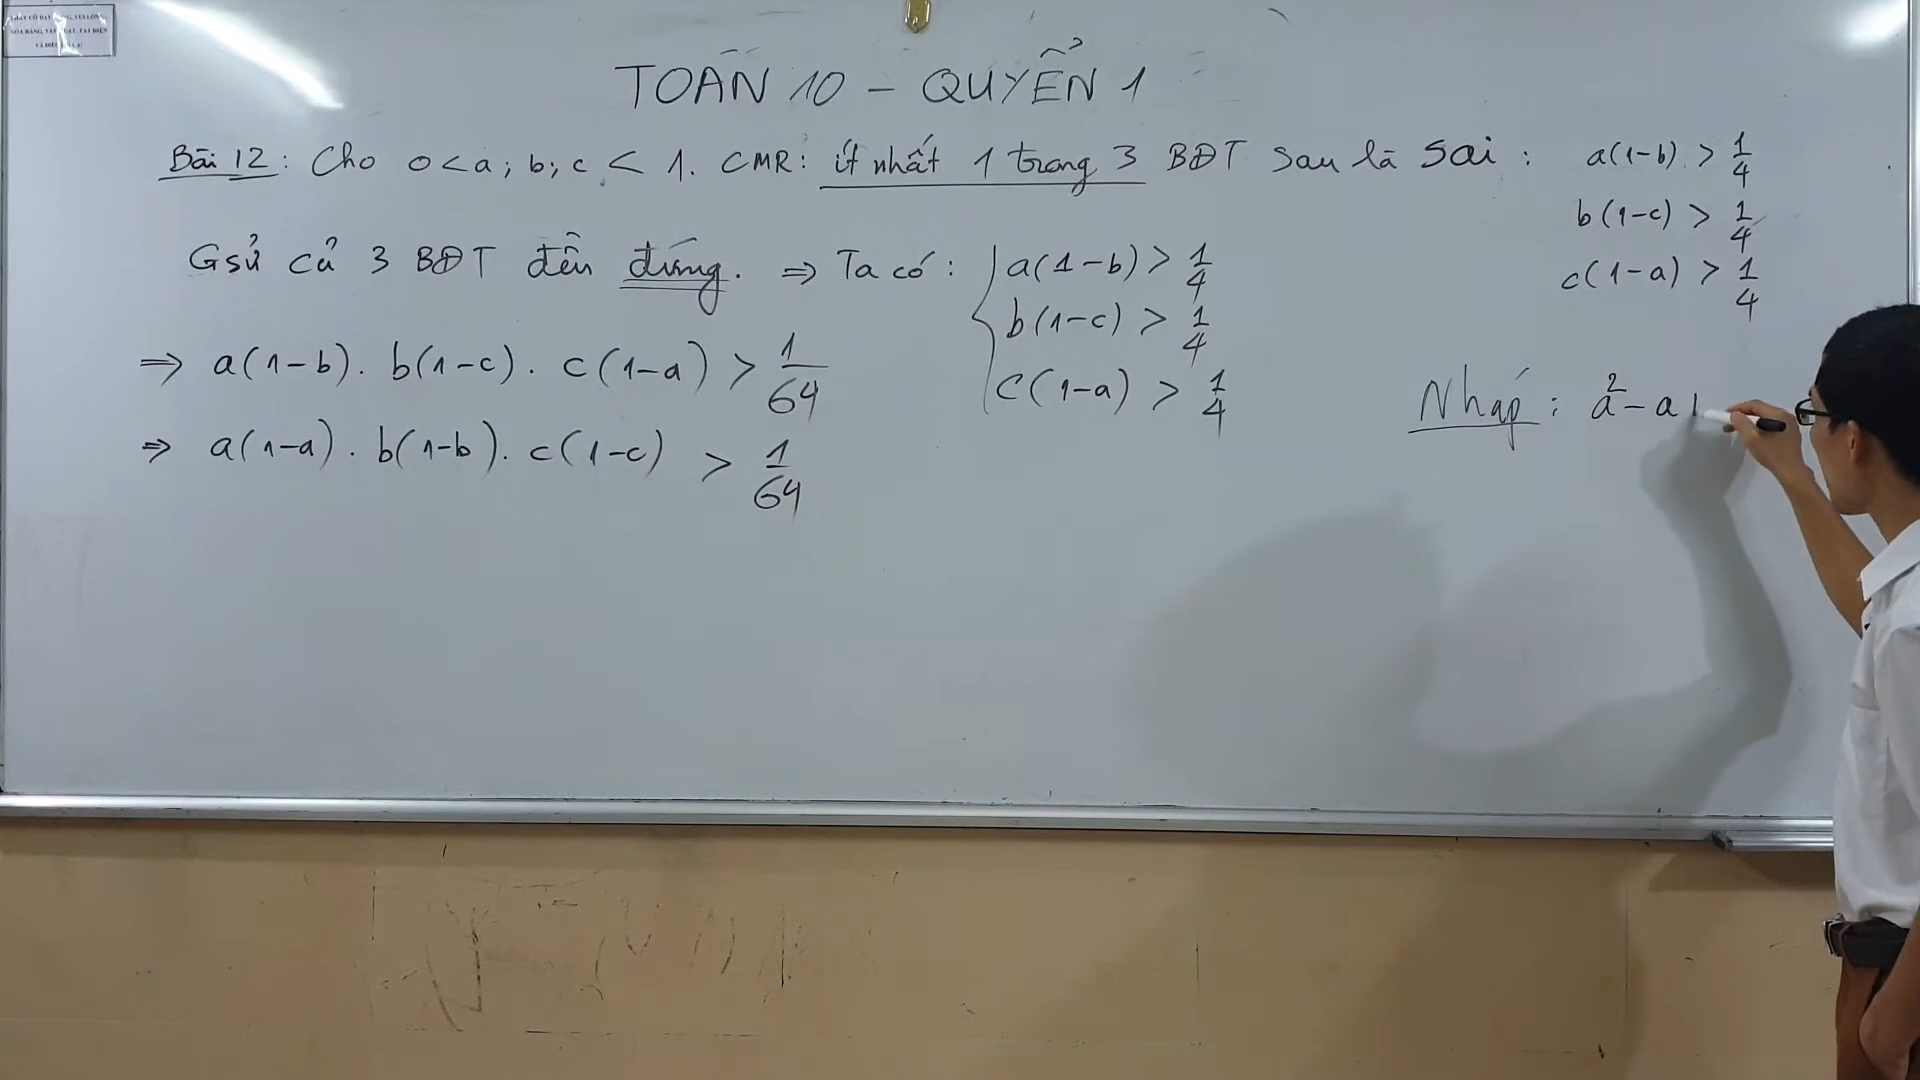 TOÁN 10 – QUYỂN 1
Bài 12 : Cho 0 < a ; b ; c < 1. CMR : ít nhất 1 trong 3 BĐT sau là sai : a(1-b) > 1/4
b(1-c) > 1/4
c(1-a) > 1/4
Gsử cả 3 BĐT đều đúng. ⇒ Ta có : { a(1-b) > 1/4
b(1-c) > 1/4
c(1-a) > 1/4
⇒ a(1-b) . b(1-c) . c(1-a) > 1/64
⇒ a(1-a) . b(1-b) . c(1-c) > 1/64
Nháp : a² - a